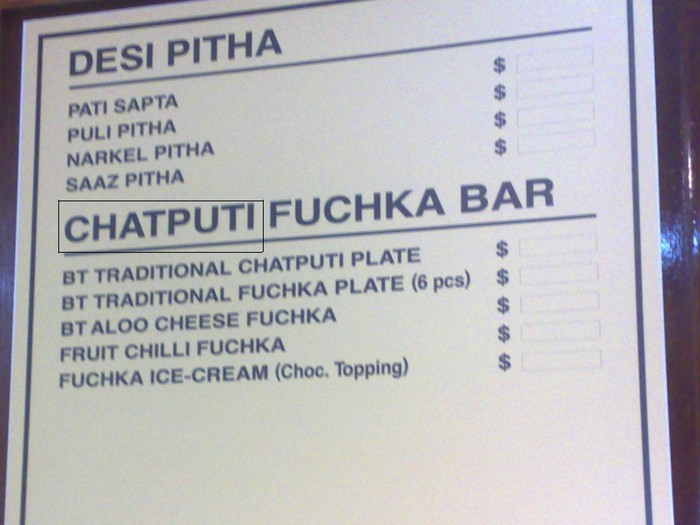 DESI PITHA
PATI SAPTA $
PULI PITHA $
NARKEL PITHA $
SAAZ PITHA $
CHATPUTI FUCHKA BAR
BT TRADITIONAL CHATPUTI PLATE $
BT TRADITIONAL FUCHKA PLATE (6 pcs) $
BT ALOO CHEESE FUCHKA $
FRUIT CHILLI FUCHKA $
FUCHKA ICE-CREAM (Choc. Topping) $